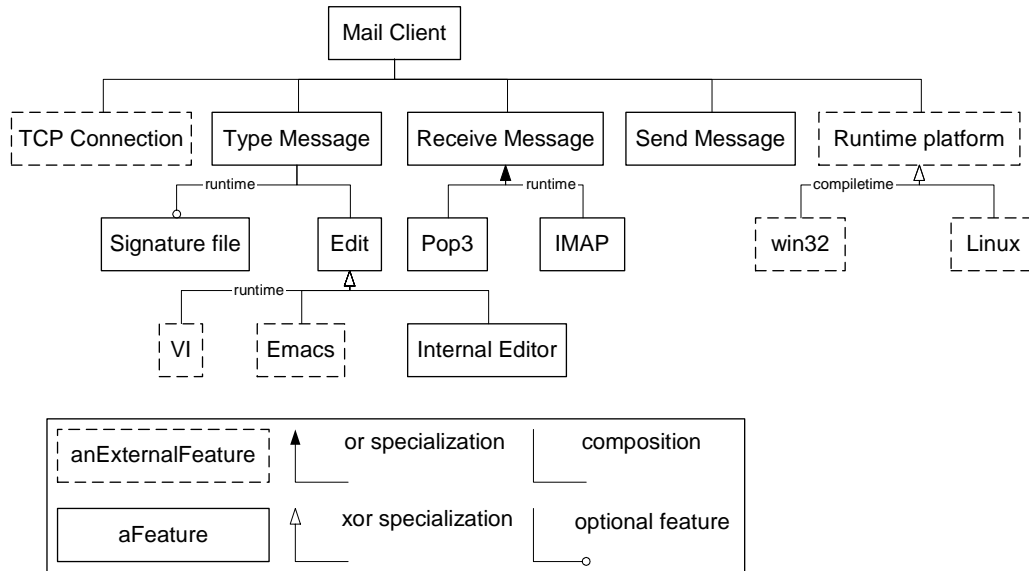 Mail Client
TCP Connection
Type Message
Receive Message
Send Message
Runtime platform
runtime
runtime
compiletime
Signature file
Edit
Pop3
IMAP
win32
Linux
runtime
VI
Emacs
Internal Editor
anExternalFeature
or specialization
composition
aFeature
xor specialization
optional feature